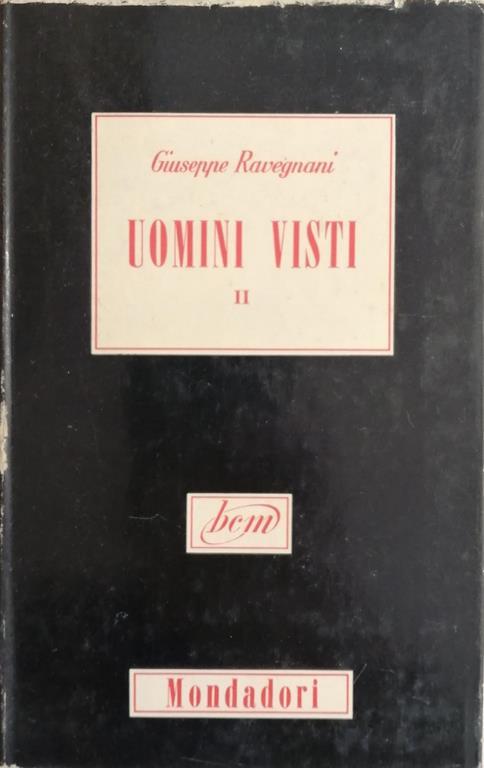 Giuseppe Ravegnani
UOMINI VISTI
II
bcm
Mondadori